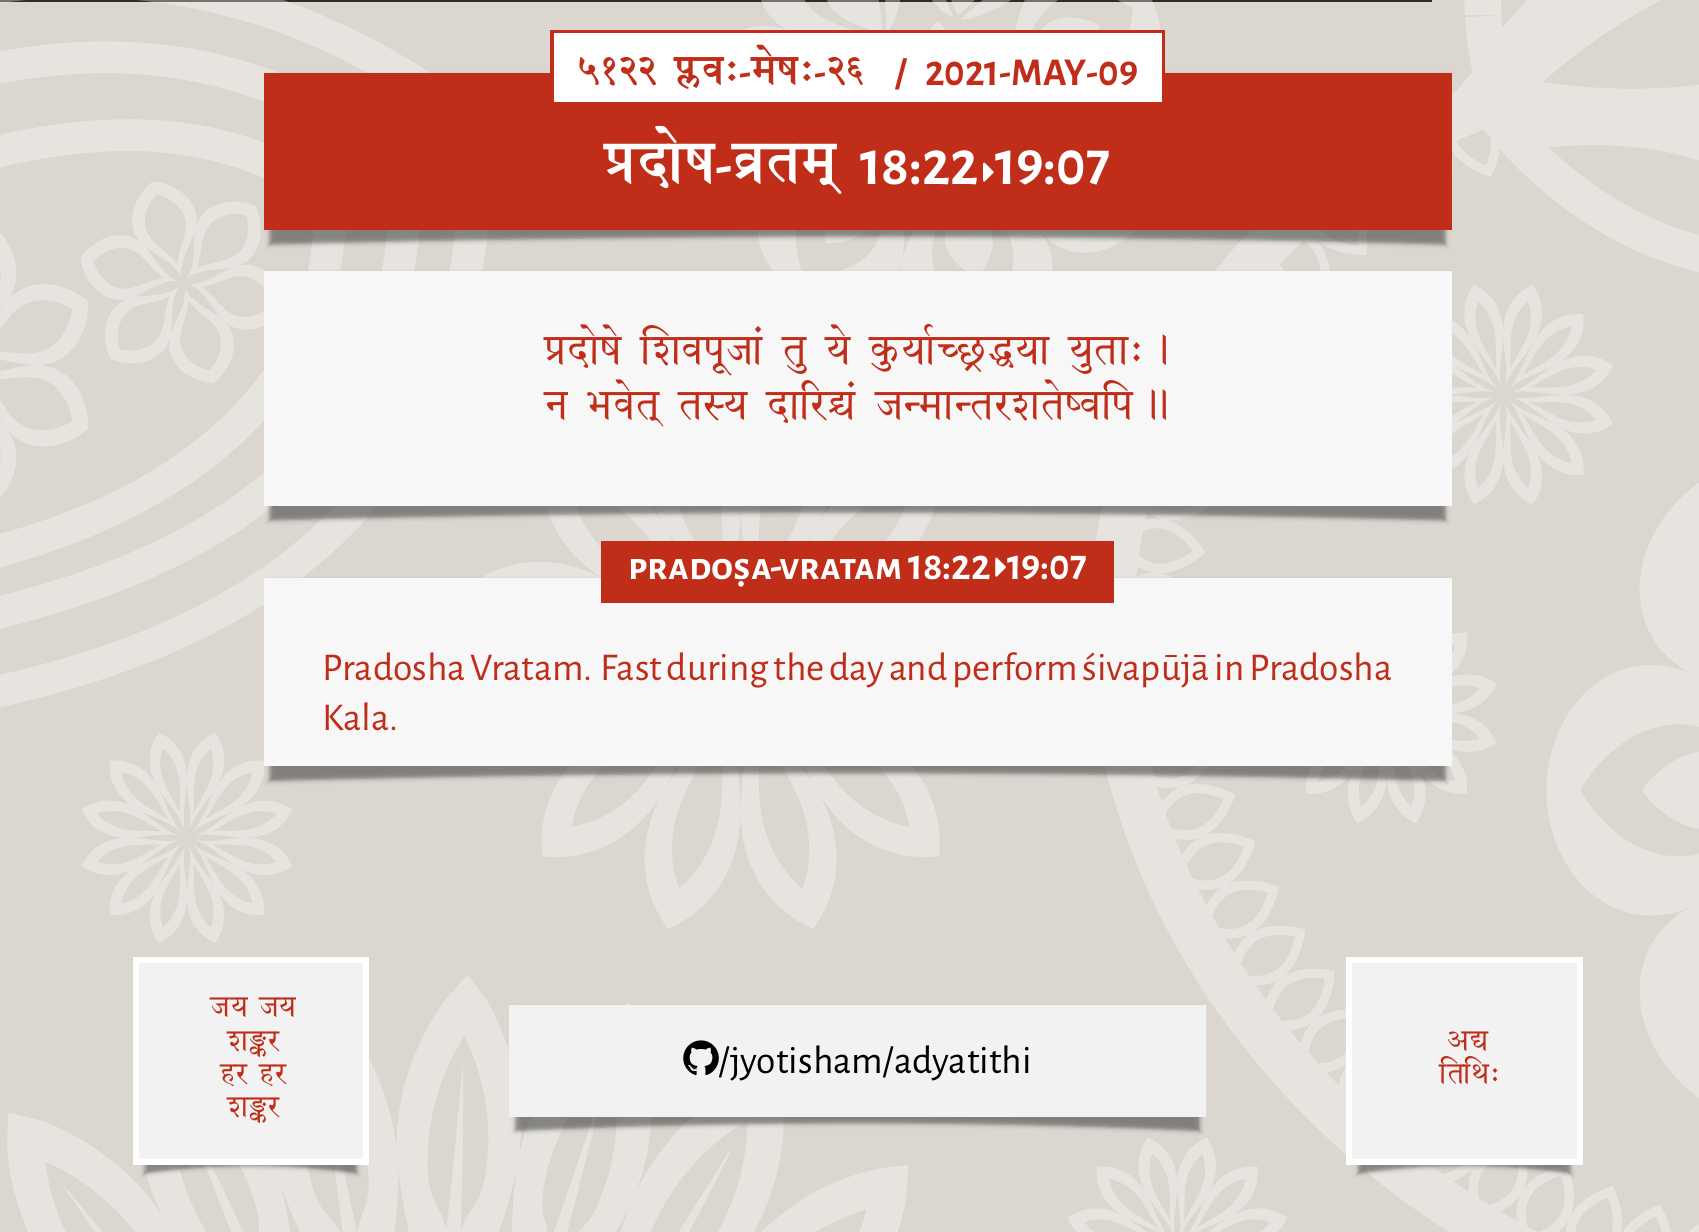 ५१२२ प्लवः-मेषः-२६ / 2021-MAY-09
प्रदोष-व्रतम् 18:22▸19:07
प्रदोषे शिवपूजां तु ये कुर्याच्छ्रद्धया युताः ।
न भवेत् तस्य दारिद्र्यं जन्मान्तरशतेष्वपि ॥
PRADOṢA-VRATAM 18:22▸19:07
Pradosha Vratam. Fast during the day and perform śivapūjā in Pradosha
Kala.
जय जय
शङ्कर
हर हर
शङ्कर
/jyotisham/adyatithi
अद्य
तिथिः